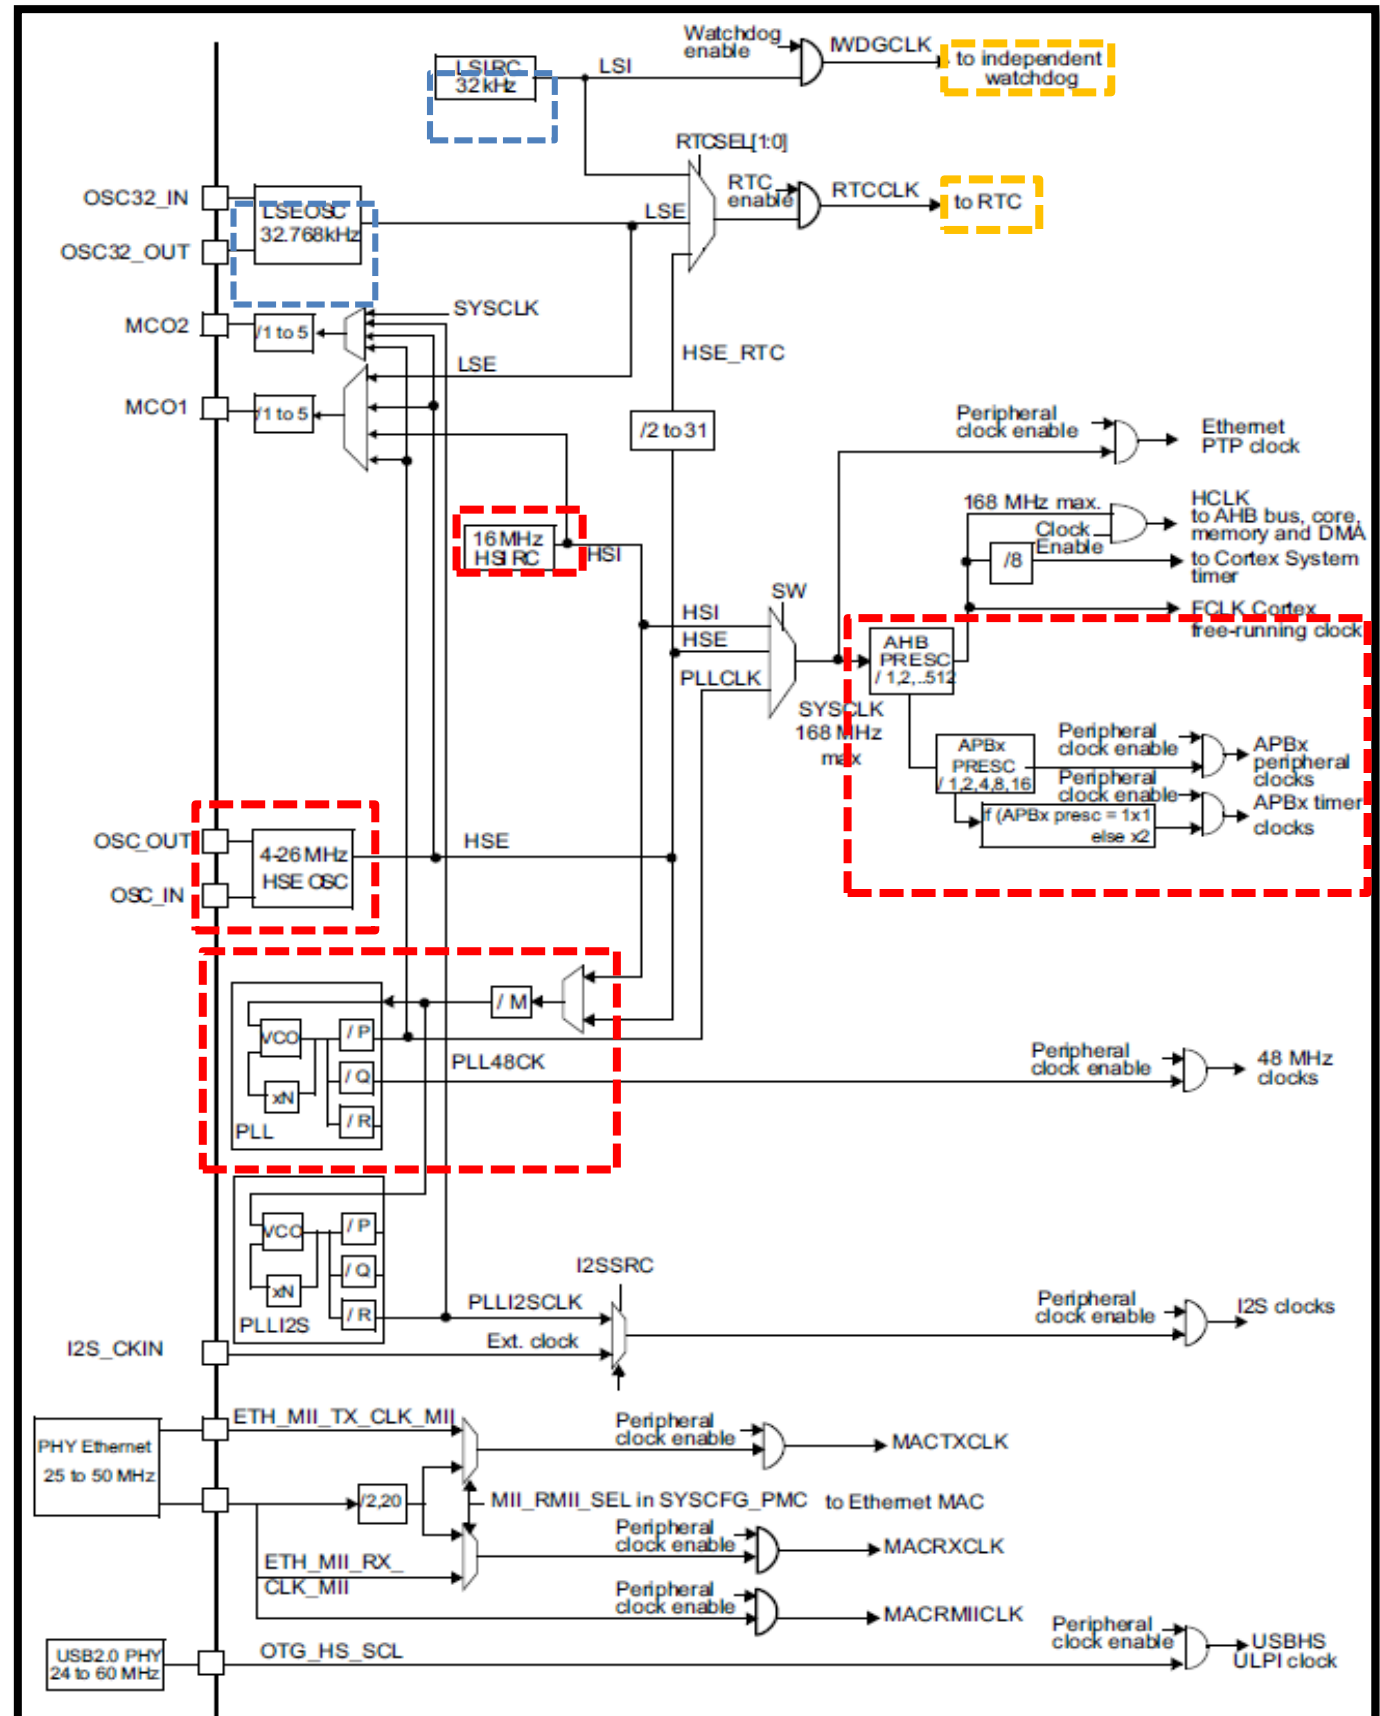 Watchdog
enable
IWDGCLK
to independent
watchdog
LSI RC
32 kHz
LSI
RTCSEL[1:0]
OSC32_IN
LSE OSC
32.768kHz
LSE
RTC
enable
RTCCLK
to RTC
OSC32_OUT
SYSCLK
MCO2
/1 to 5
LSE
HSE_RTC
MCO1
/1 to 5
/2 to 31
Peripheral
clock enable
Ethernet
PTP clock
168 MHz max.
HCLK
to AHB bus, core,
memory and DMA
Clock
Enable
16 MHz
HSI RC
HSI
/8
to Cortex System
timer
SW
HSI
HSE
PLLCLK
FCLK Cortex
free-running clock
AHB
PRESC
/ 1,2,..512
SYSCLK
168 MHz
max
APBx
PRESC
/ 1,2,4,8,16
Peripheral
clock enable
APBx
peripheral
clocks
Peripheral
clock enable
if (APBx presc = 1x1
else x2
APBx timer
clocks
OSC_OUT
4-26 MHz
HSE OSC
HSE
OSC_IN
/ M
VCO
/ P
PLL48CK
/ Q
xN
/ R
PLL
Peripheral
clock enable
48 MHz
clocks
VCO
/ P
/ Q
xN
/ R
PLLI2S
I2SSRC
PLLI2SCLK
Ext. clock
Peripheral
clock enable
I2S clocks
I2S_CKIN
ETH_MII_TX_CLK_MII
PHY Ethernet
25 to 50 MHz
Peripheral
clock enable
MACTXCLK
/2,20
MII_RMII_SEL in SYSCFG_PMC
to Ethernet MAC
Peripheral
clock enable
MACRXCLK
ETH_MII_RX_
CLK_MII
Peripheral
clock enable
MACRMIICLK
USB2.0 PHY
24 to 60 MHz
OTG_HS_SCL
Peripheral
clock enable
USBHS
ULPI clock